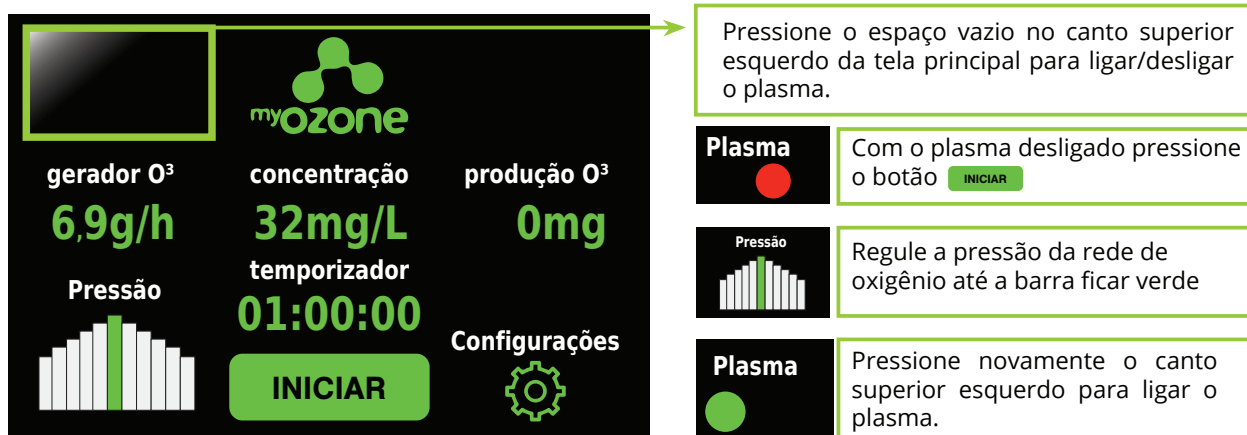 myozone
gerador O³
6,9g/h
concentração
32mg/L
produção O³
0mg
temporizador
01:00:00
Pressão
Configurações
INICIAR
Pressione o espaço vazio no canto superior
esquerdo da tela principal para ligar/desligar
o plasma.
Plasma
Com o plasma desligado pressione
o botão INICIAR
Pressão
Regule a pressão da rede de
oxigênio até a barra ficar verde
Plasma
Pressione novamente o canto
superior esquerdo para ligar o
plasma.